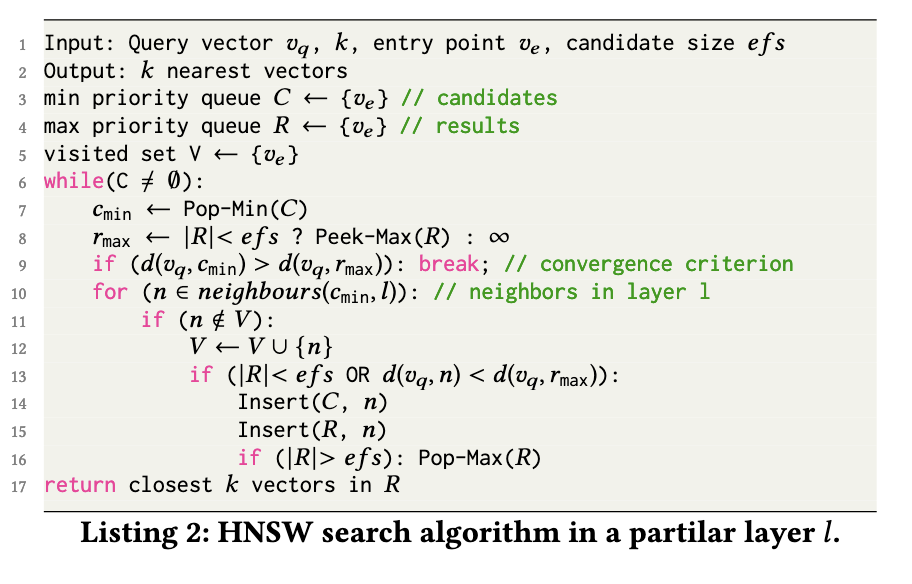 1 Input: Query vector v_q, k, entry point v_e, candidate size efs
2 Output: k nearest vectors
3 min priority queue C ← {v_e} // candidates
4 max priority queue R ← {v_e} // results
5 visited set V ← {v_e}
6 while(C ≠ ∅):
7 c_min ← Pop-Min(C)
8 r_max ← |R|< efs ? Peek-Max(R) : ∞
9 if (d(v_q, c_min) > d(v_q, r_max)): break; // convergence criterion
10 for (n ∈ neighbours(c_min, l)): // neighbors in layer l
11 if (n ∉ V):
12 V ← V ∪ {n}
13 if (|R|< efs OR d(v_q, n) < d(v_q, r_max)):
14 Insert(C, n)
15 Insert(R, n)
16 if (|R|> efs): Pop-Max(R)
17 return closest k vectors in R
Listing 2: HNSW search algorithm in a partilar layer l.